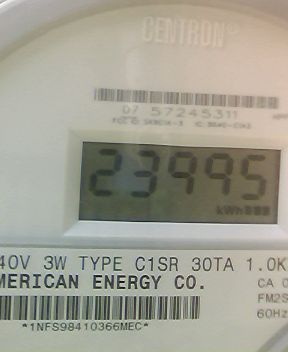 CENTRON®
07 57245311
23995
kWh
40V 3W TYPE C1SR 30TA 1.0K
MERICAN ENERGY CO.
CA 0
FM2S
60Hz
*1NFS98410366MEC*